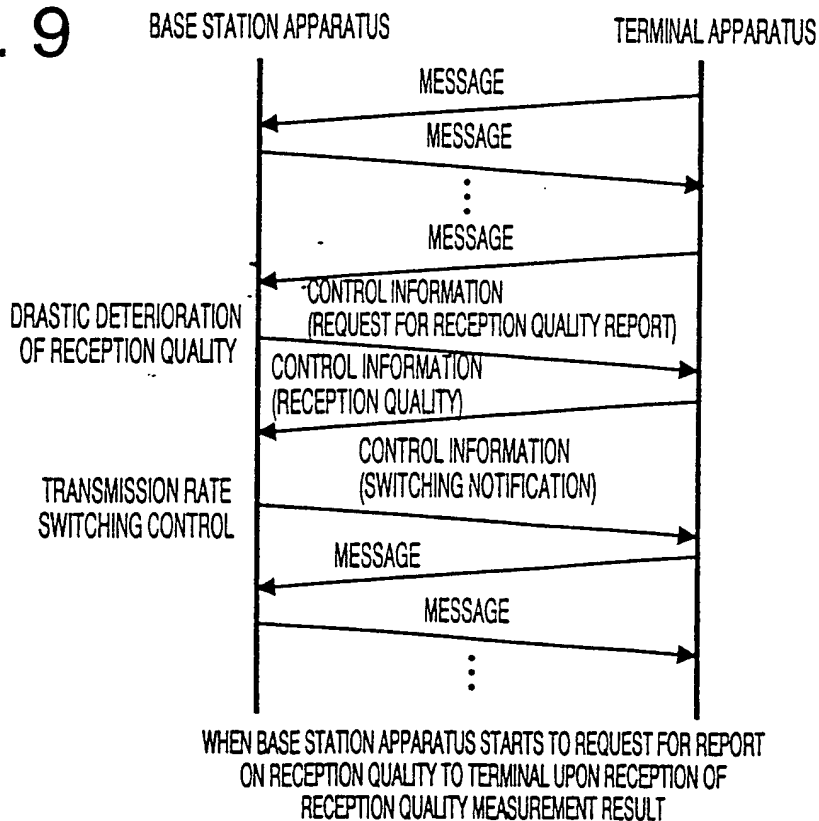 . 9
BASE STATION APPARATUS
TERMINAL APPARATUS
MESSAGE
MESSAGE
MESSAGE
CONTROL INFORMATION
(REQUEST FOR RECEPTION QUALITY REPORT)
DRASTIC DETERIORATION
OF RECEPTION QUALITY
CONTROL INFORMATION
(RECEPTION QUALITY)
CONTROL INFORMATION
(SWITCHING NOTIFICATION)
TRANSMISSION RATE
SWITCHING CONTROL
MESSAGE
MESSAGE
WHEN BASE STATION APPARATUS STARTS TO REQUEST FOR REPORT
ON RECEPTION QUALITY TO TERMINAL UPON RECEPTION OF
RECEPTION QUALITY MEASUREMENT RESULT